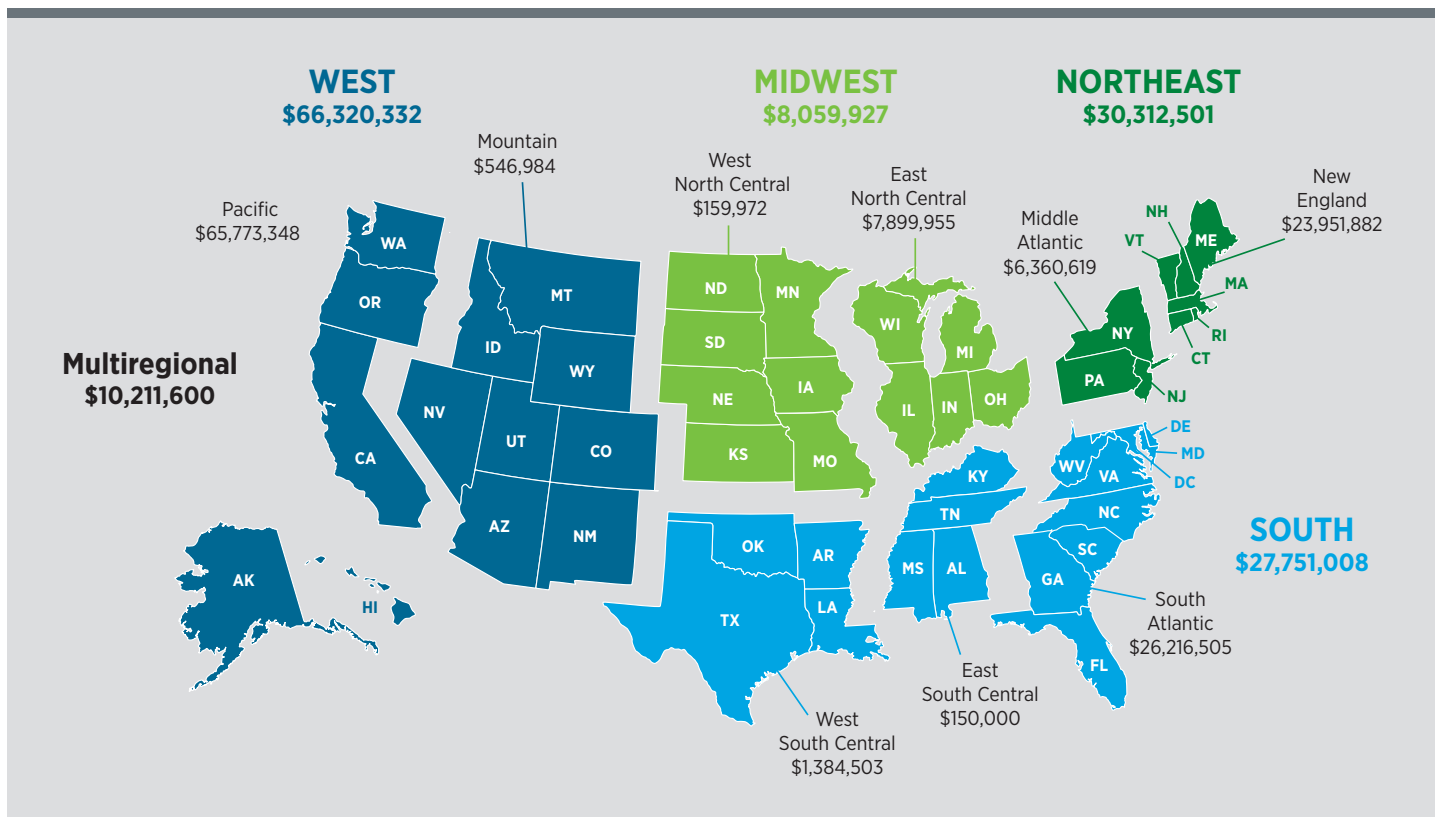 WEST
$66,320,332
MIDWEST
$8,059,927
NORTHEAST
$30,312,501
Mountain
$546,984
Pacific
$65,773,348
West
North Central
$159,972
East
North Central
$7,899,955
Middle
Atlantic
$6,360,619
New
England
$23,951,882
Multiregional
$10,211,600
WA
OR
CA
NV
ID
MT
WY
UT
CO
AZ
NM
AK
HI
ND
SD
NE
KS
MN
IA
MO
WI
MI
IL
IN
OH
NH
VT
ME
MA
RI
CT
NY
PA
NJ
DE
MD
DC
WV
VA
KY
TN
NC
SC
GA
FL
MS
AL
OK
AR
LA
TX
SOUTH
$27,751,008
South
Atlantic
$26,216,505
East
South Central
$150,000
West
South Central
$1,384,503